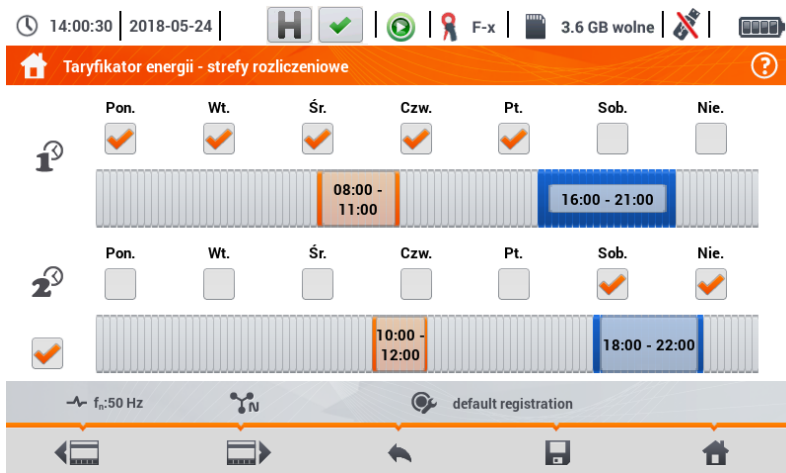 14:00:30 2018-05-24 H F-x 3.6 GB wolne
Taryfikator energii - strefy rozliczeniowe ?
Pon. Wt. Śr. Czw. Pt. Sob. Nie.
1
08:00 -
11:00
16:00 - 21:00
Pon. Wt. Śr. Czw. Pt. Sob. Nie.
2
10:00 -
12:00
18:00 - 22:00
fn:50 Hz N default registration